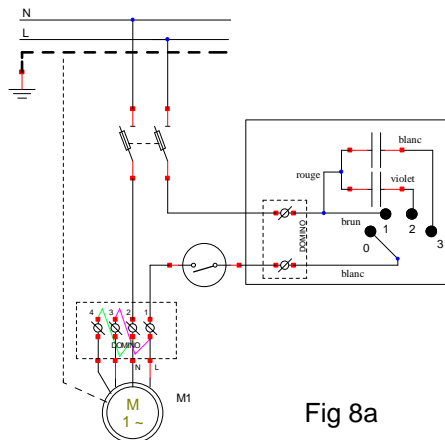 N
L
blanc
violet
rouge
brun
1
2
3
0
DOMINO
blanc
4 3 2 1
DOMINO
N L
M
1 ~
M1
Fig 8a